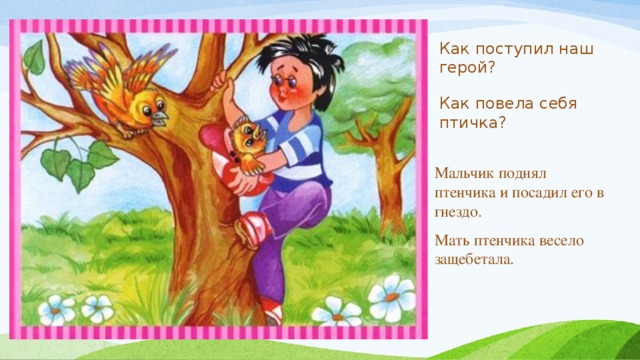 Как поступил наш
герой?
Как повела себя
птичка?
Мальчик поднял
птенчика и посадил его в
гнездо.
Мать птенчика весело
защебетала.